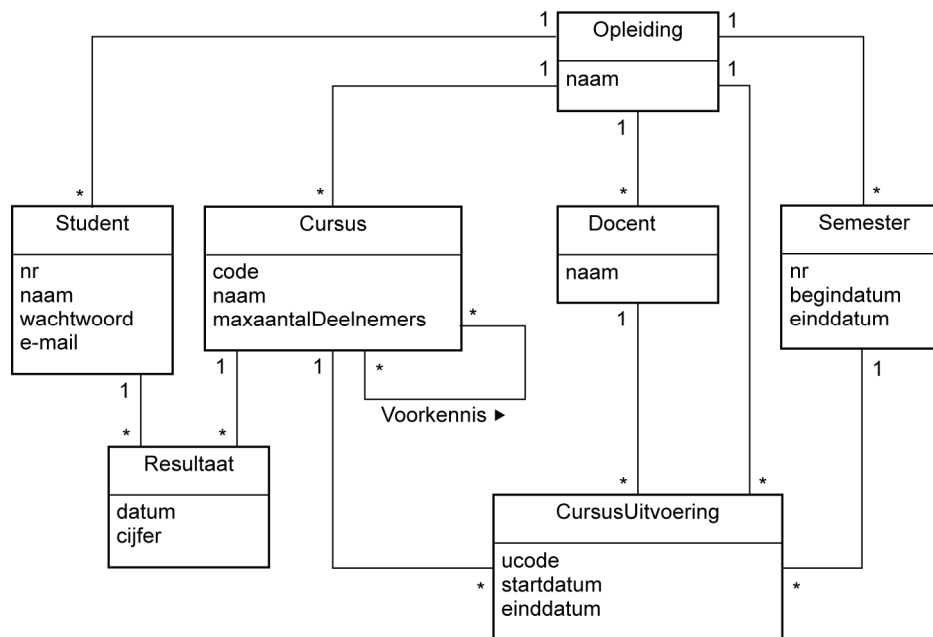 1
Opleiding
1
1
naam
1
1
*
*
*
*
Student
Cursus
Docent
Semester
nr
naam
wachtwoord
e-mail
code
naam
maxaantalDeelnemers
naam
nr
begindatum
einddatum
*
1
1
1
*
1
1
Voorkennis ►
*
*
Resultaat
datum
cijfer
*
*
CursusUitvoering
ucode
startdatum
einddatum
*
*